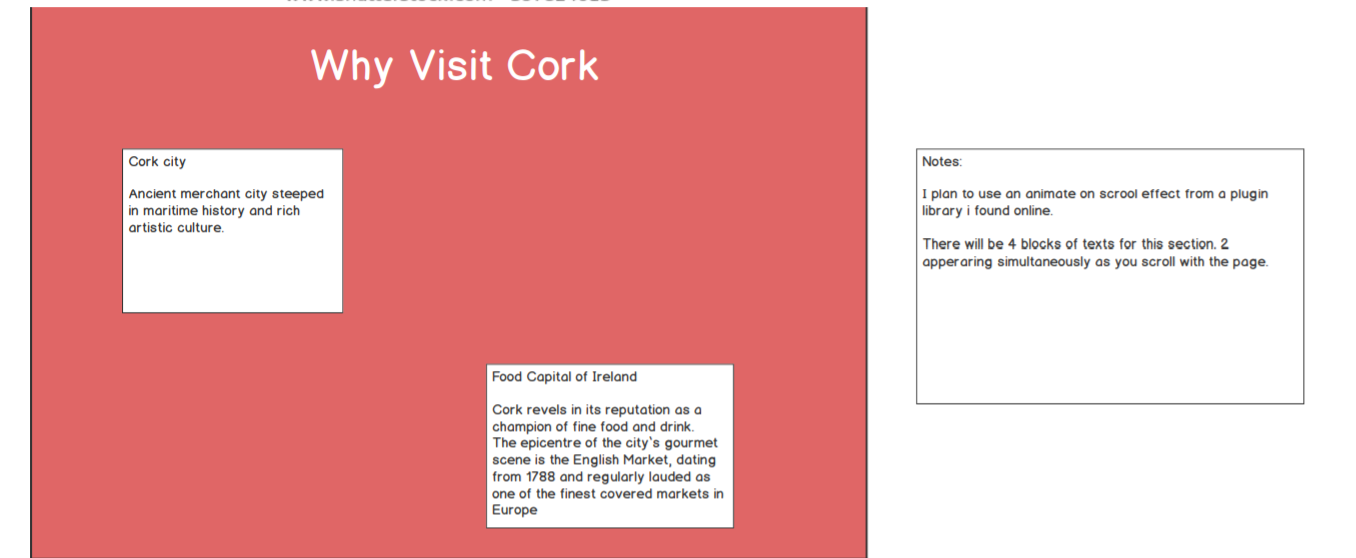 Why Visit Cork
Cork city
Ancient merchant city steeped
in maritime history and rich
artistic culture.
Food Capital of Ireland
Cork revels in its reputation as a
champion of fine food and drink.
The epicentre of the city`s gourmet
scene is the English Market, dating
from 1788 and regularly lauded as
one of the finest covered markets in
Europe
Notes:
I plan to use an animate on scrool effect from a plugin
library i found online.
There will be 4 blocks of texts for this section. 2
apperaring simultaneously as you scroll with the page.